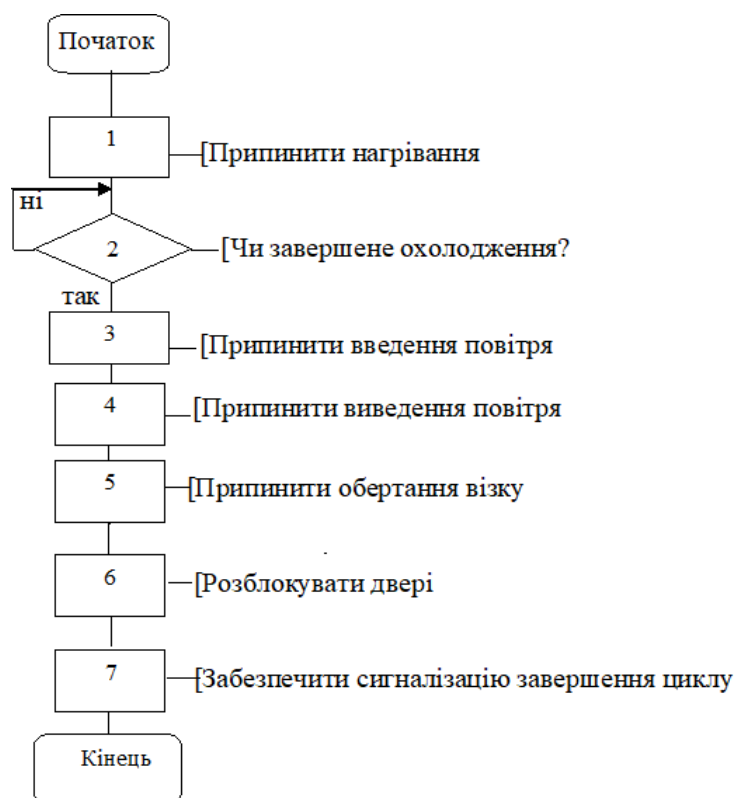 Початок
1
[Припинити нагрівання
ні
2
[Чи завершене охолодження?
так
3
[Припинити введення повітря
4
[Припинити виведення повітря
5
[Припинити обертання візку
6
[Розблокувати двері
7
[Забезпечити сигналізацію завершення циклу
Кінець